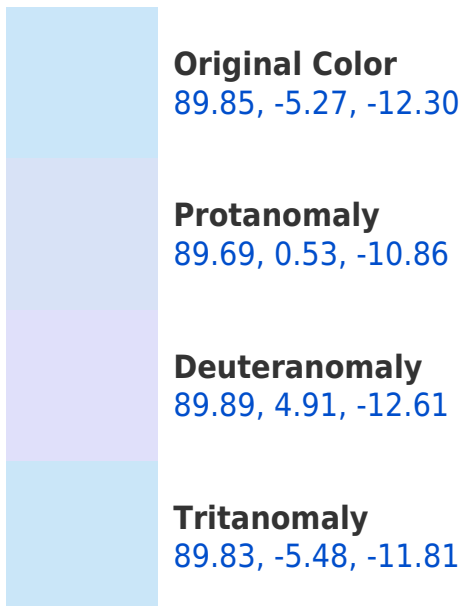 Original Color
89.85, -5.27, -12.30
Protanomaly
89.69, 0.53, -10.86
Deuteranomaly
89.89, 4.91, -12.61
Tritanomaly
89.83, -5.48, -11.81